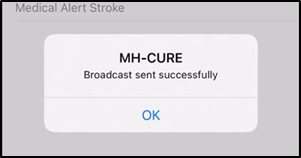 Medical Alert Stroke
MH-CURE
Broadcast sent successfully
OK